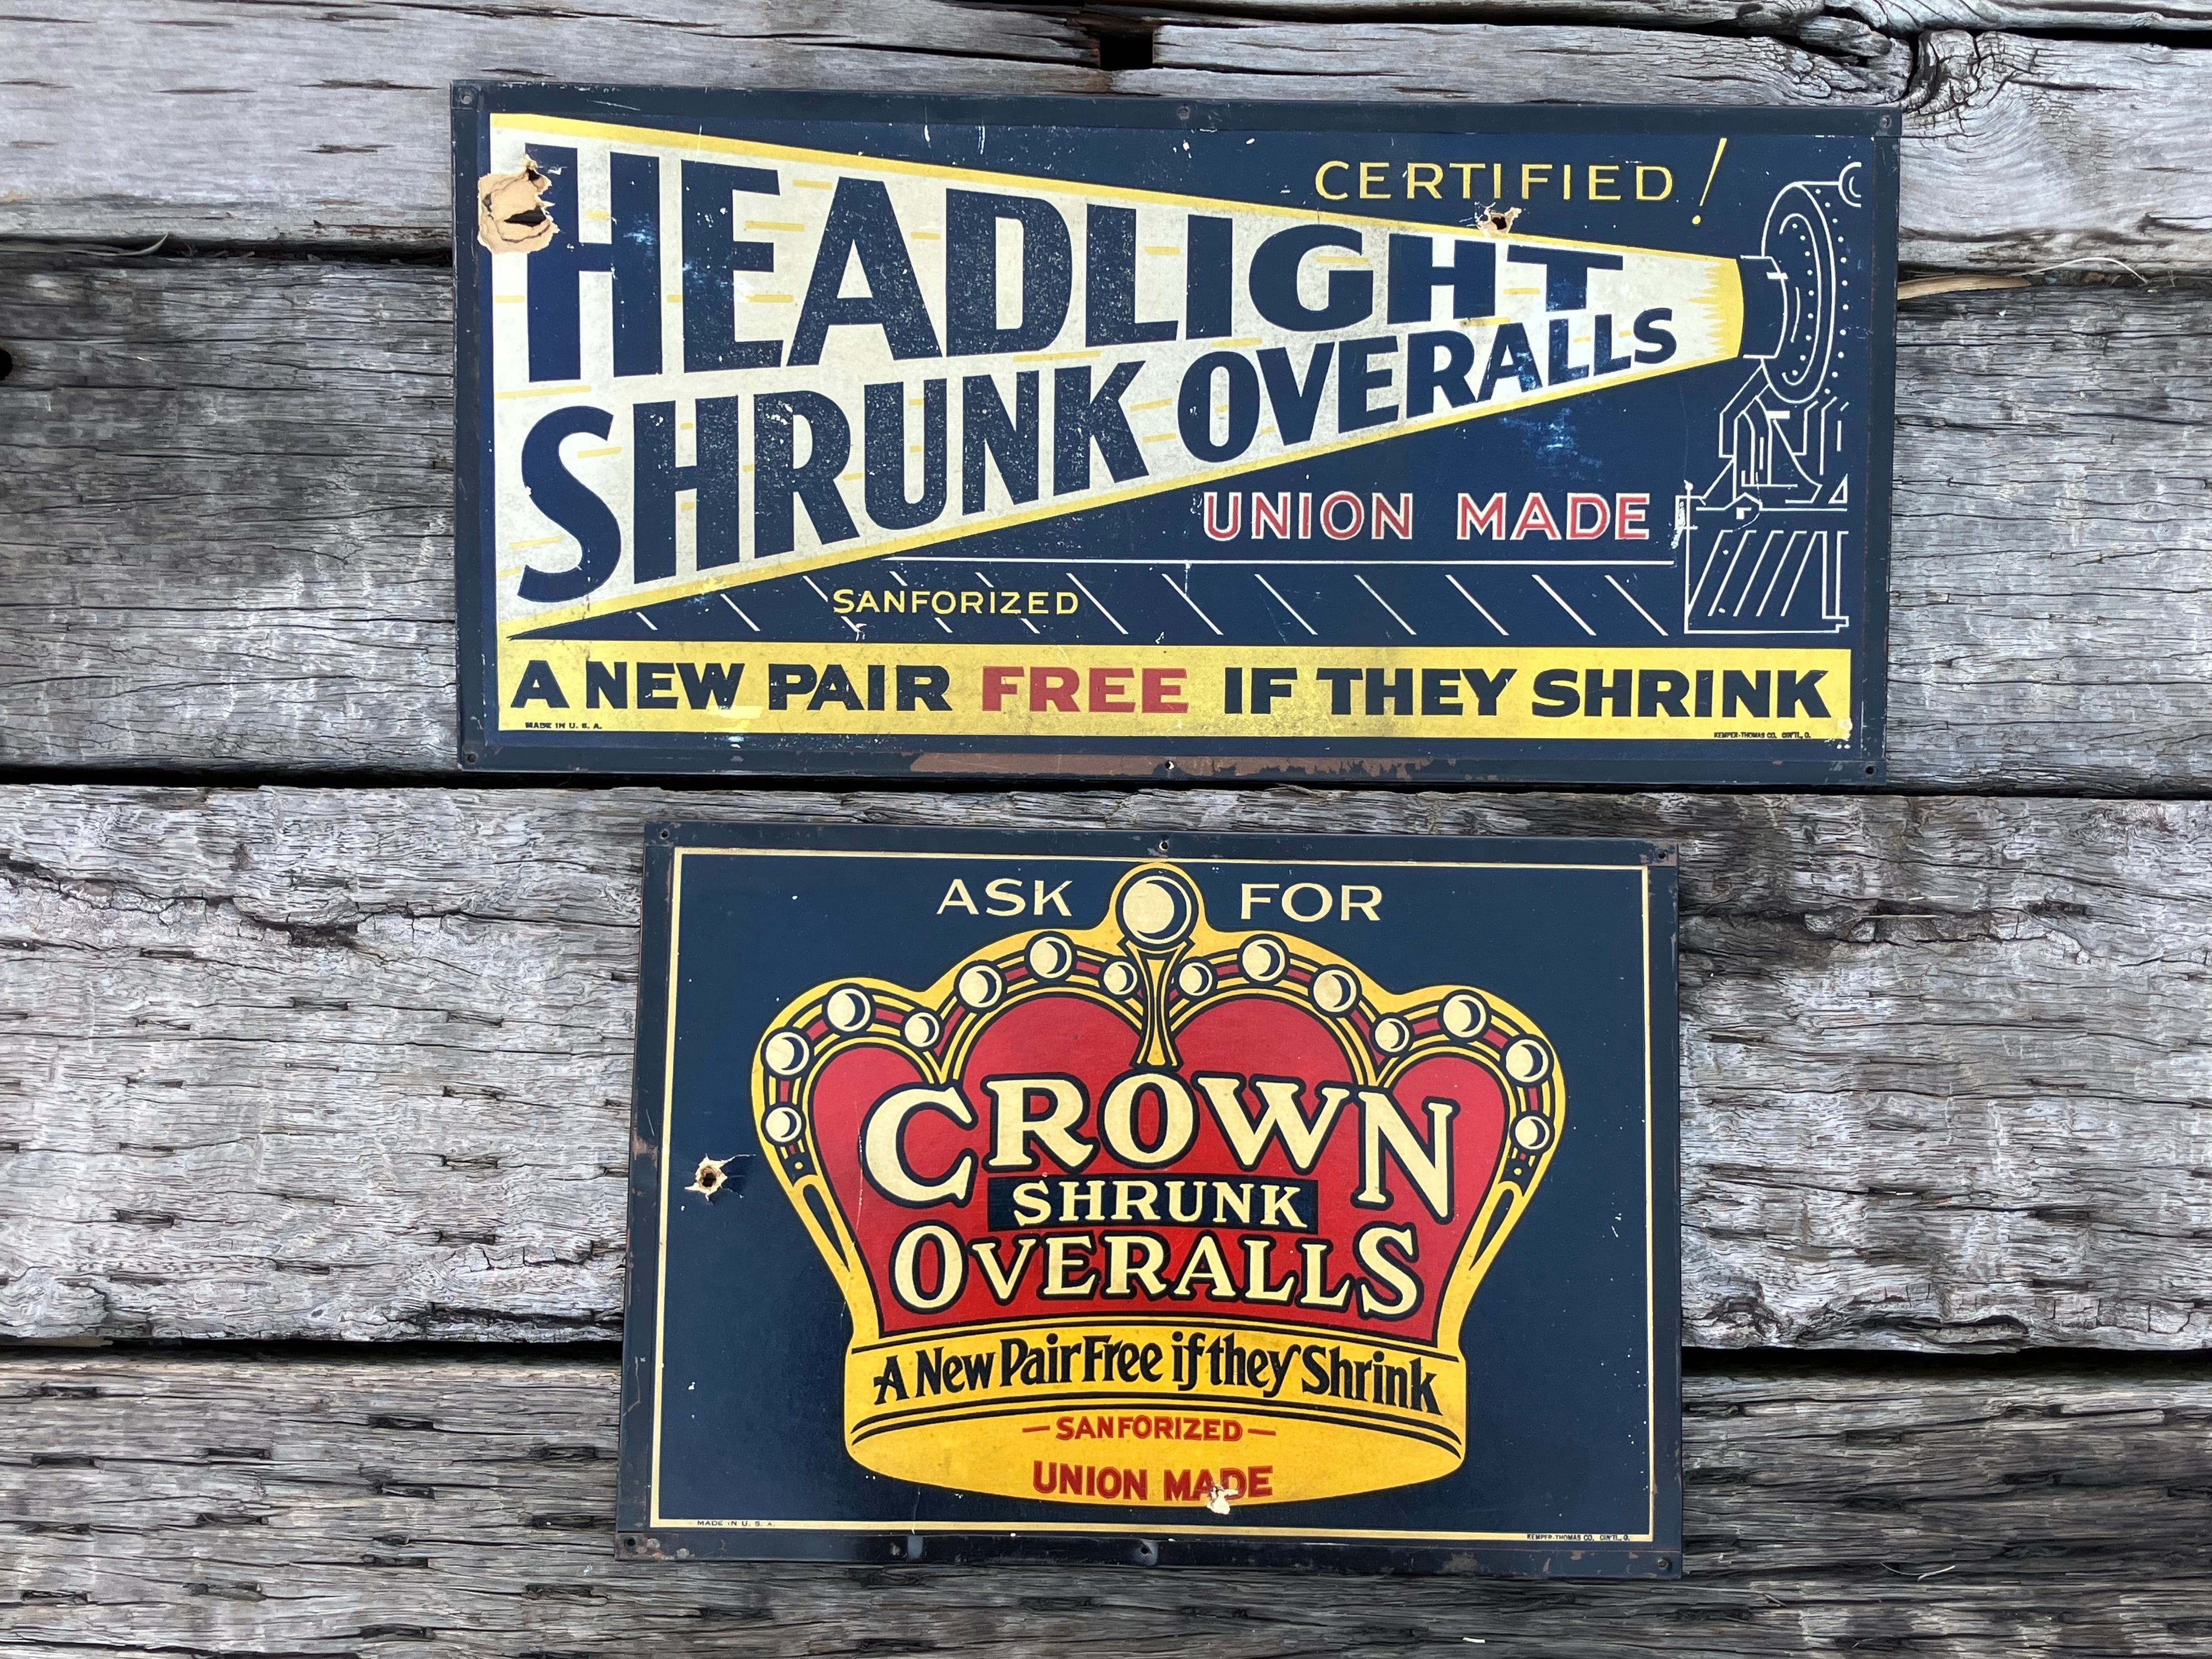 CERTIFIED!
HEADLIGHT
SHRUNK OVERALLS
UNION MADE
SANFORIZED
A NEW PAIR FREE IF THEY SHRINK
MADE IN U. S. A.
KEMPER-THOMAS CO. CIN'TI., O.
ASK FOR
CROWN
SHRUNK
OVERALLS
A New Pair Free if they Shrink
—SANFORIZED—
UNION MADE
MADE IN U. S. A.
KEMPER-THOMAS CO. CIN'TI., O.